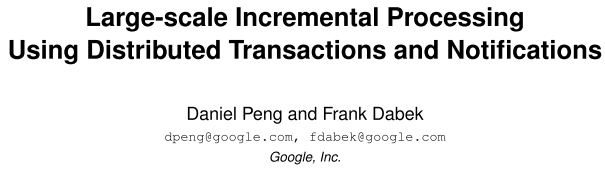 Large-scale Incremental Processing
Using Distributed Transactions and Notifications
Daniel Peng and Frank Dabek
dpeng@google.com, fdabek@google.com
Google, Inc.